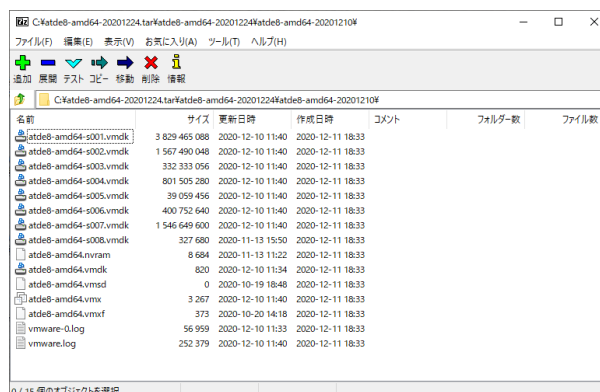 C:¥atde8-amd64-20201224.tar¥atde8-amd64-20201224¥atde8-amd64-20201210¥
ファイル(F) 編集(E) 表示(V) お気に入り(A) ツール(T) ヘルプ(H)
追加 展開 テスト コピー 移動 削除 情報
C:¥atde8-amd64-20201224.tar¥atde8-amd64-20201224¥atde8-amd64-20201210¥
名前 サイズ 更新日時 作成日時 コメント フォルダー数 ファイル数
atde8-amd64-s001.vmdk 3 829 465 088 2020-12-10 11:40 2020-12-11 18:33
atde8-amd64-s002.vmdk 1 567 490 048 2020-12-10 11:40 2020-12-11 18:33
atde8-amd64-s003.vmdk 332 333 056 2020-12-10 11:40 2020-12-11 18:33
atde8-amd64-s004.vmdk 801 505 280 2020-12-10 11:40 2020-12-11 18:33
atde8-amd64-s005.vmdk 39 059 456 2020-12-10 11:40 2020-12-11 18:33
atde8-amd64-s006.vmdk 400 752 640 2020-12-10 11:40 2020-12-11 18:33
atde8-amd64-s007.vmdk 1 546 649 600 2020-12-10 11:40 2020-12-11 18:33
atde8-amd64-s008.vmdk 327 680 2020-11-13 15:50 2020-12-11 18:33
atde8-amd64.nvram 8 684 2020-11-13 11:22 2020-12-11 18:33
atde8-amd64.vmdk 820 2020-12-10 11:34 2020-12-11 18:33
atde8-amd64.vmsd 0 2020-10-19 18:48 2020-12-11 18:33
atde8-amd64.vmx 3 267 2020-12-10 11:40 2020-12-11 18:33
atde8-amd64.vmxf 373 2020-10-20 14:18 2020-12-11 18:33
vmware-0.log 56 959 2020-12-10 11:33 2020-12-11 18:33
vmware.log 252 379 2020-12-10 11:40 2020-12-11 18:33
0 / 15 個のオブジェクトを選択